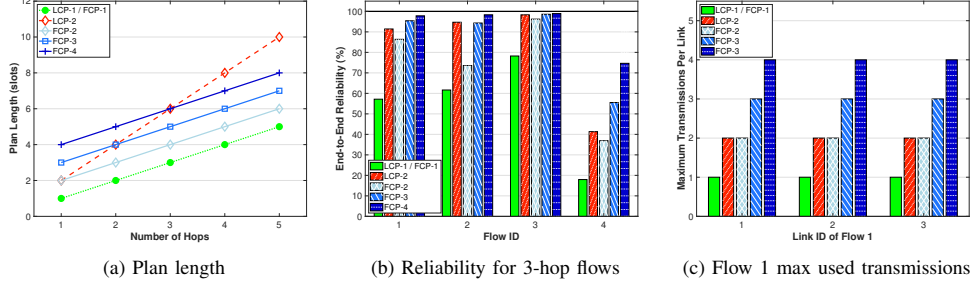 12
10
8
6
4
2
0
Plan Length (slots)
LCP-1 / FCP-1
LCP-2
FCP-2
FCP-3
FCP-4
1 2 3 4 5
Number of Hops
(a) Plan length
100
90
80
70
60
50
40
30
20
10
0
End-to-End Reliability (%)
LCP-1 / FCP-1
LCP-2
FCP-2
FCP-3
FCP-4
1 2 3 4
Flow ID
(b) Reliability for 3-hop flows
5
4
3
2
1
0
Maximum Transmissions Per Link
LCP-1 / FCP-1
LCP-2
FCP-2
FCP-3
FCP-3
1 2 3
Link ID of Flow 1
(c) Flow 1 max used transmissions